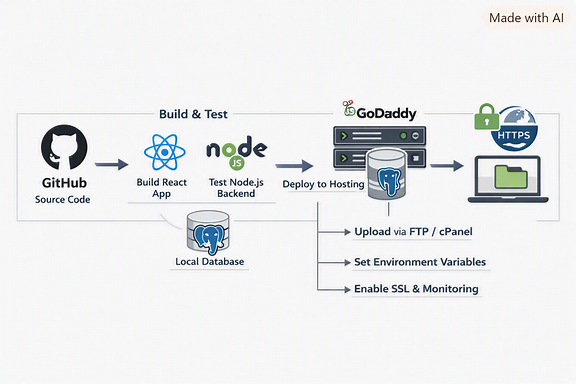 Made with AI
Build & Test
GoDaddy
HTTPS
node
JS
GitHub
Source Code
Build React
App
Test Node.js
Backend
Deploy to Hosting
Local Database
Upload via FTP / cPanel
Set Environment Variables
Enable SSL & Monitoring